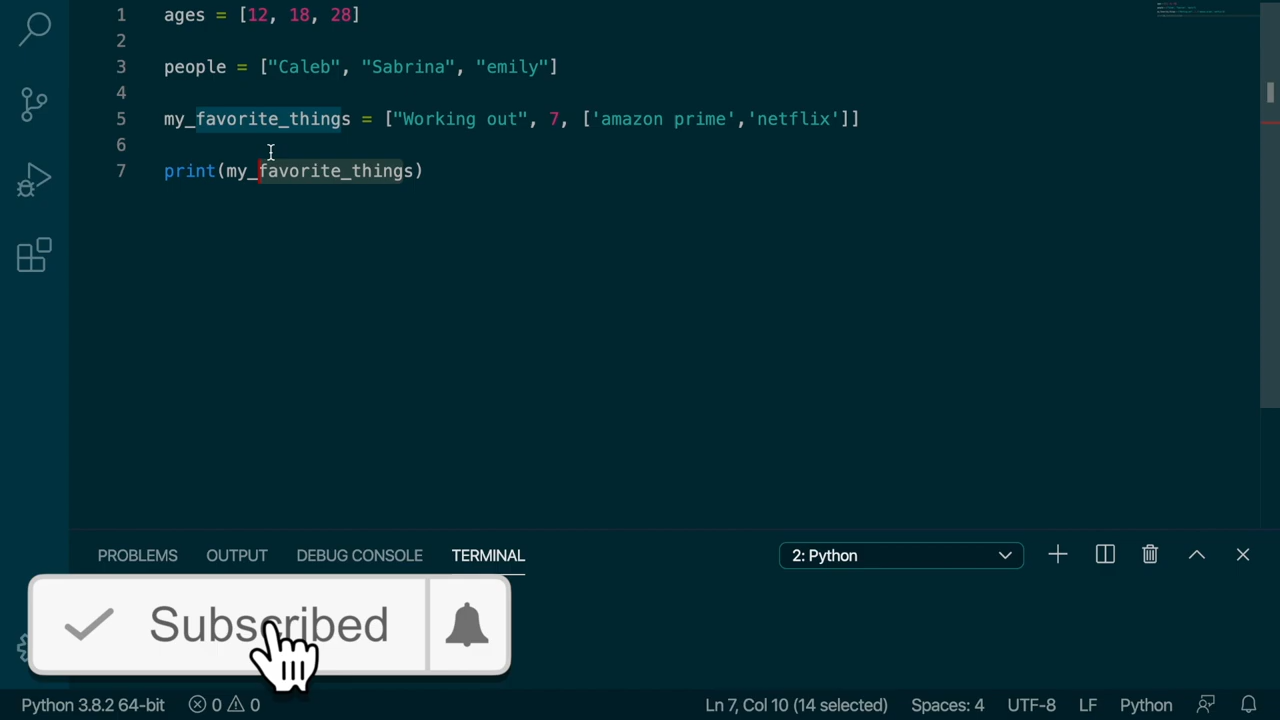 1 ages = [12, 18, 28]
2
3 people = ["Caleb", "Sabrina", "emily"]
4
5 my_favorite_things = ["Working out", 7, ['amazon prime','netflix']]
6
7 print(my_favorite_things)
PROBLEMS OUTPUT DEBUG CONSOLE TERMINAL 2: Python
Subscribed
Python 3.8.2 64-bit 0 0 Ln 7, Col 10 (14 selected) Spaces: 4 UTF-8 LF Python